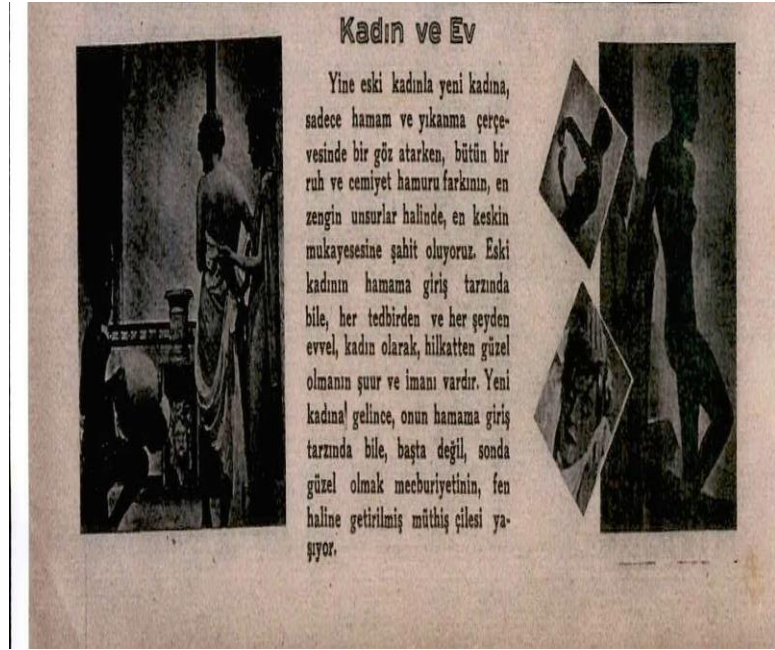 Kadın ve Ev
Yine eski kadınla yeni kadına,
sadece hamam ve yıkanma çerçe-
vesinde bir göz atarken, bütün bir
ruh ve cemiyet hamuru farkının, en
zengin unsurlar halinde, en keskin
mukayesesine şahit oluyoruz. Eski
kadının hamama giriş tarzında
bile, her tedbirden ve her şeyden
evvel, kadın olarak, hilkatten güzel
olmanın şuur ve imanı vardır. Yeni
kadına gelince, onun hamama giriş
tarzında bile, başta değil, sonda
güzel olmak mecburiyetinin, fen
haline getirilmiş müthiş çilesi ya-
şıyor.